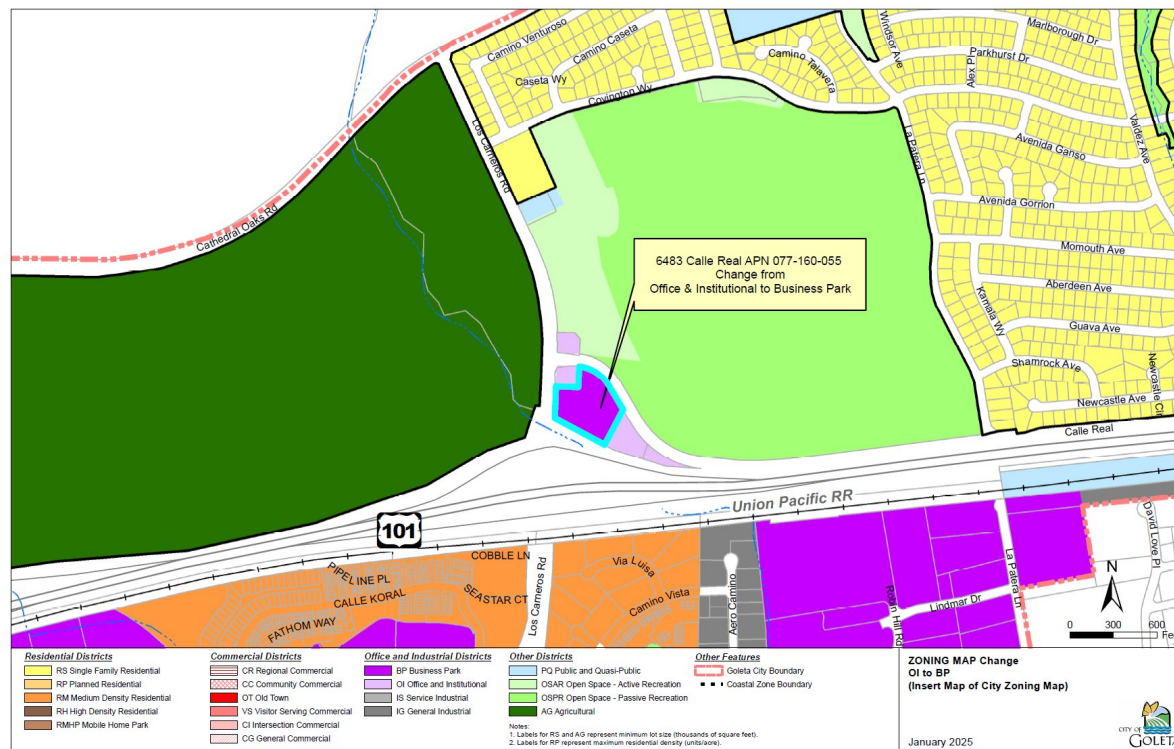 Camino Venturoso
Camino Caseta
Caseta Wy
Covington Wy
Camino Talavera
Windsor Ave
Marlborough Dr
Parkhurst Dr
Alex Pl
Valdez Ave
Los Carneros Rd
La Patera Ln
Avenida Ganso
Avenida Gorrion
Cathedral Oaks Rd
6483 Calle Real APN 077-160-055
Change from
Office & Institutional to Business Park
Momouth Ave
Aberdeen Ave
Kamala Wy
Guava Ave
Shamrock Ave
Newcastle Cir
Newcastle Ave
Calle Real
Union Pacific RR
101
COBBLE LN
PIPELINE PL
CALLE KORAL
SEASTAR CT
FATHOM WAY
Los Carneros Rd
Via Luisa
Camino Vista
Aero Camino
Robin Hill Rd
Lindmar Dr
La Patera Ln
David Love Pl
N
0 300 600
Feet
Residential Districts
RS Single Family Residential
RP Planned Residential
RM Medium Density Residential
RH High Density Residential
RMHP Mobile Home Park
Commercial Districts
CR Regional Commercial
CC Community Commercial
OT Old Town
VS Visitor Serving Commercial
CI Intersection Commercial
CG General Commercial
Office and Industrial Districts
BP Business Park
OI Office and Institutional
IS Service Industrial
IG General Industrial
Other Districts
PQ Public and Quasi-Public
OSAR Open Space - Active Recreation
OSPR Open Space - Passive Recreation
AG Agricultural
Notes:
1. Labels for RS and AG represent minimum lot size (thousands of square feet).
2. Labels for RP represent maximum residential density (units/acre).
Other Features
Goleta City Boundary
Coastal Zone Boundary
ZONING MAP Change
OI to BP
(Insert Map of City Zoning Map)
January 2025
CITY OF
GOLETA